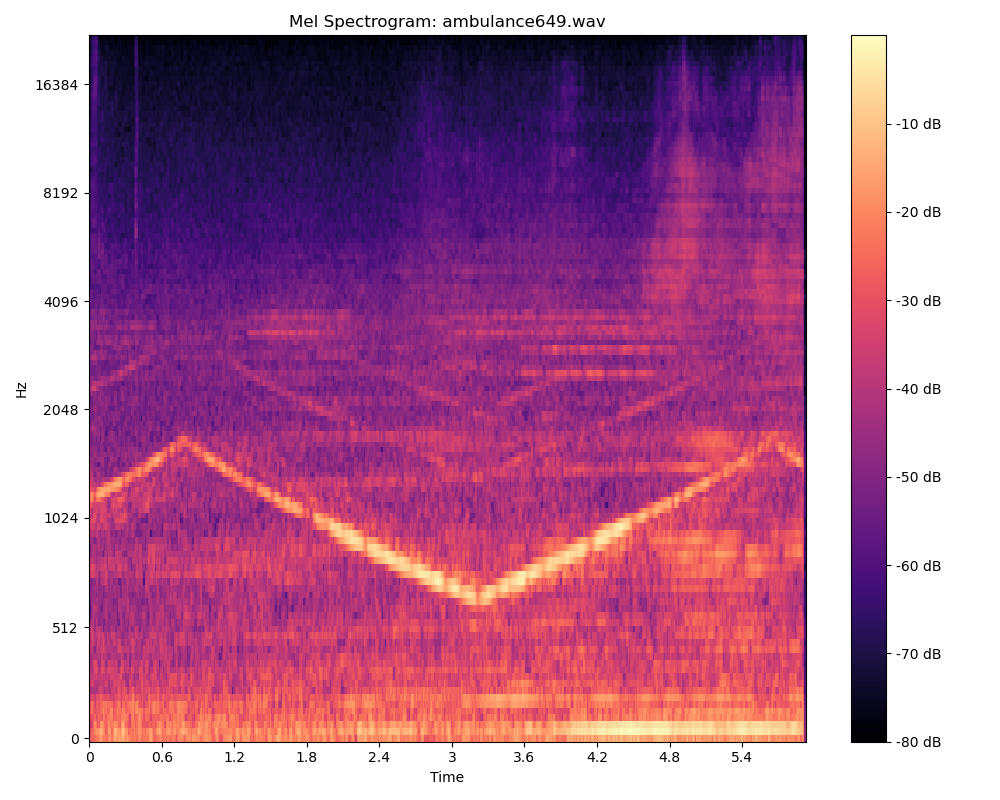 Mel Spectrogram: ambulance649.wav
16384
8192
4096
2048
1024
512
0
Hz
0 0.6 1.2 1.8 2.4 3 3.6 4.2 4.8 5.4
Time
-10 dB
-20 dB
-30 dB
-40 dB
-50 dB
-60 dB
-70 dB
-80 dB